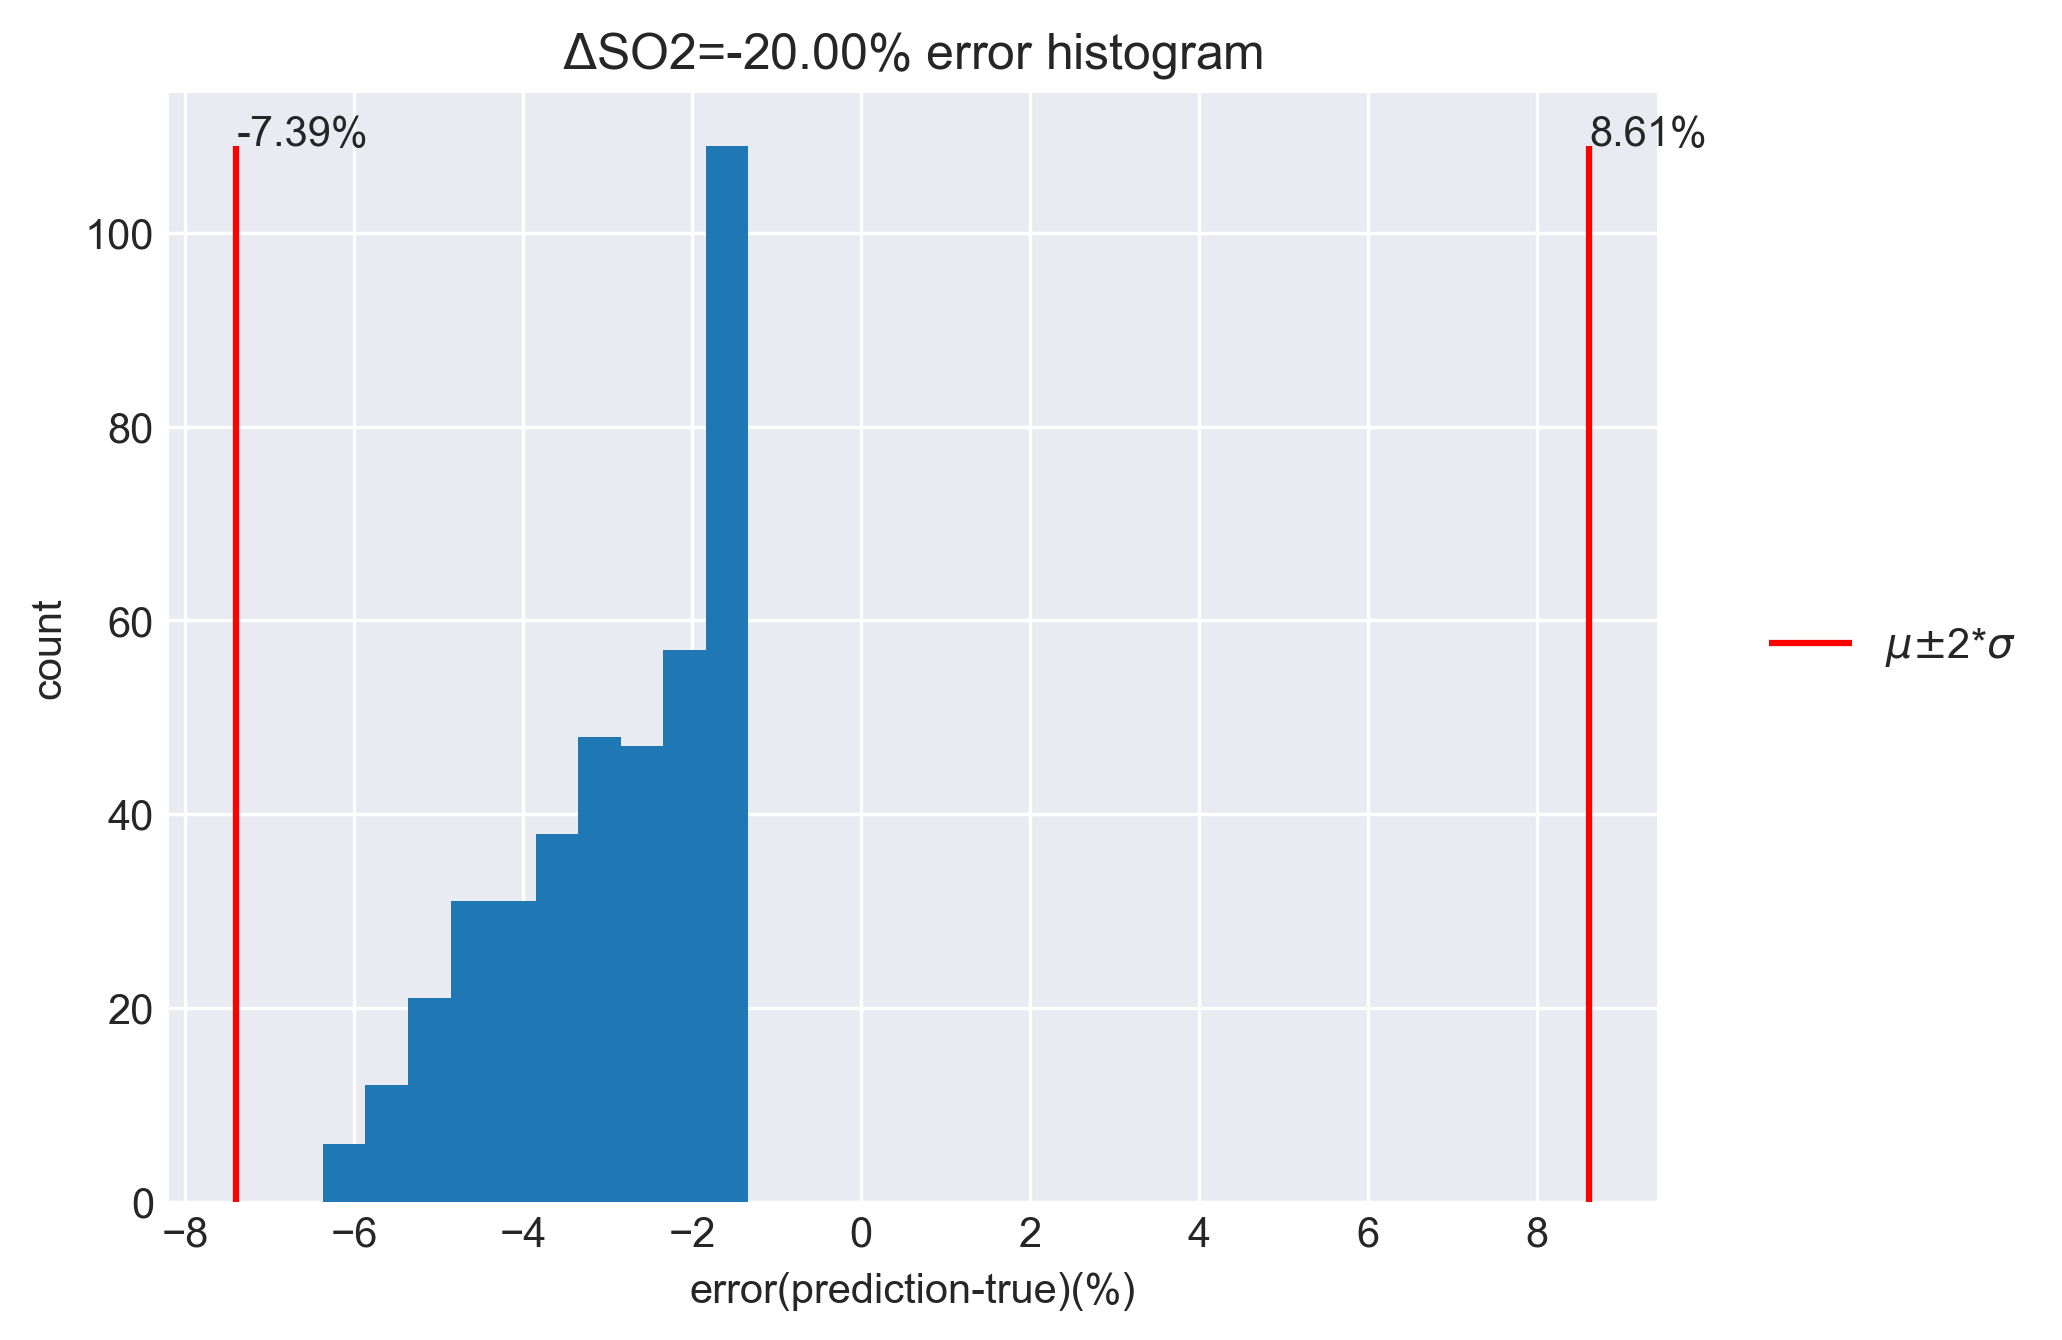 ΔSO2=-20.00% error histogram
-7.39%
8.61%
100
80
60
40
20
0
count
−8 −6 −4 −2 0 2 4 6 8
error(prediction-true)(%)
μ±2*σ